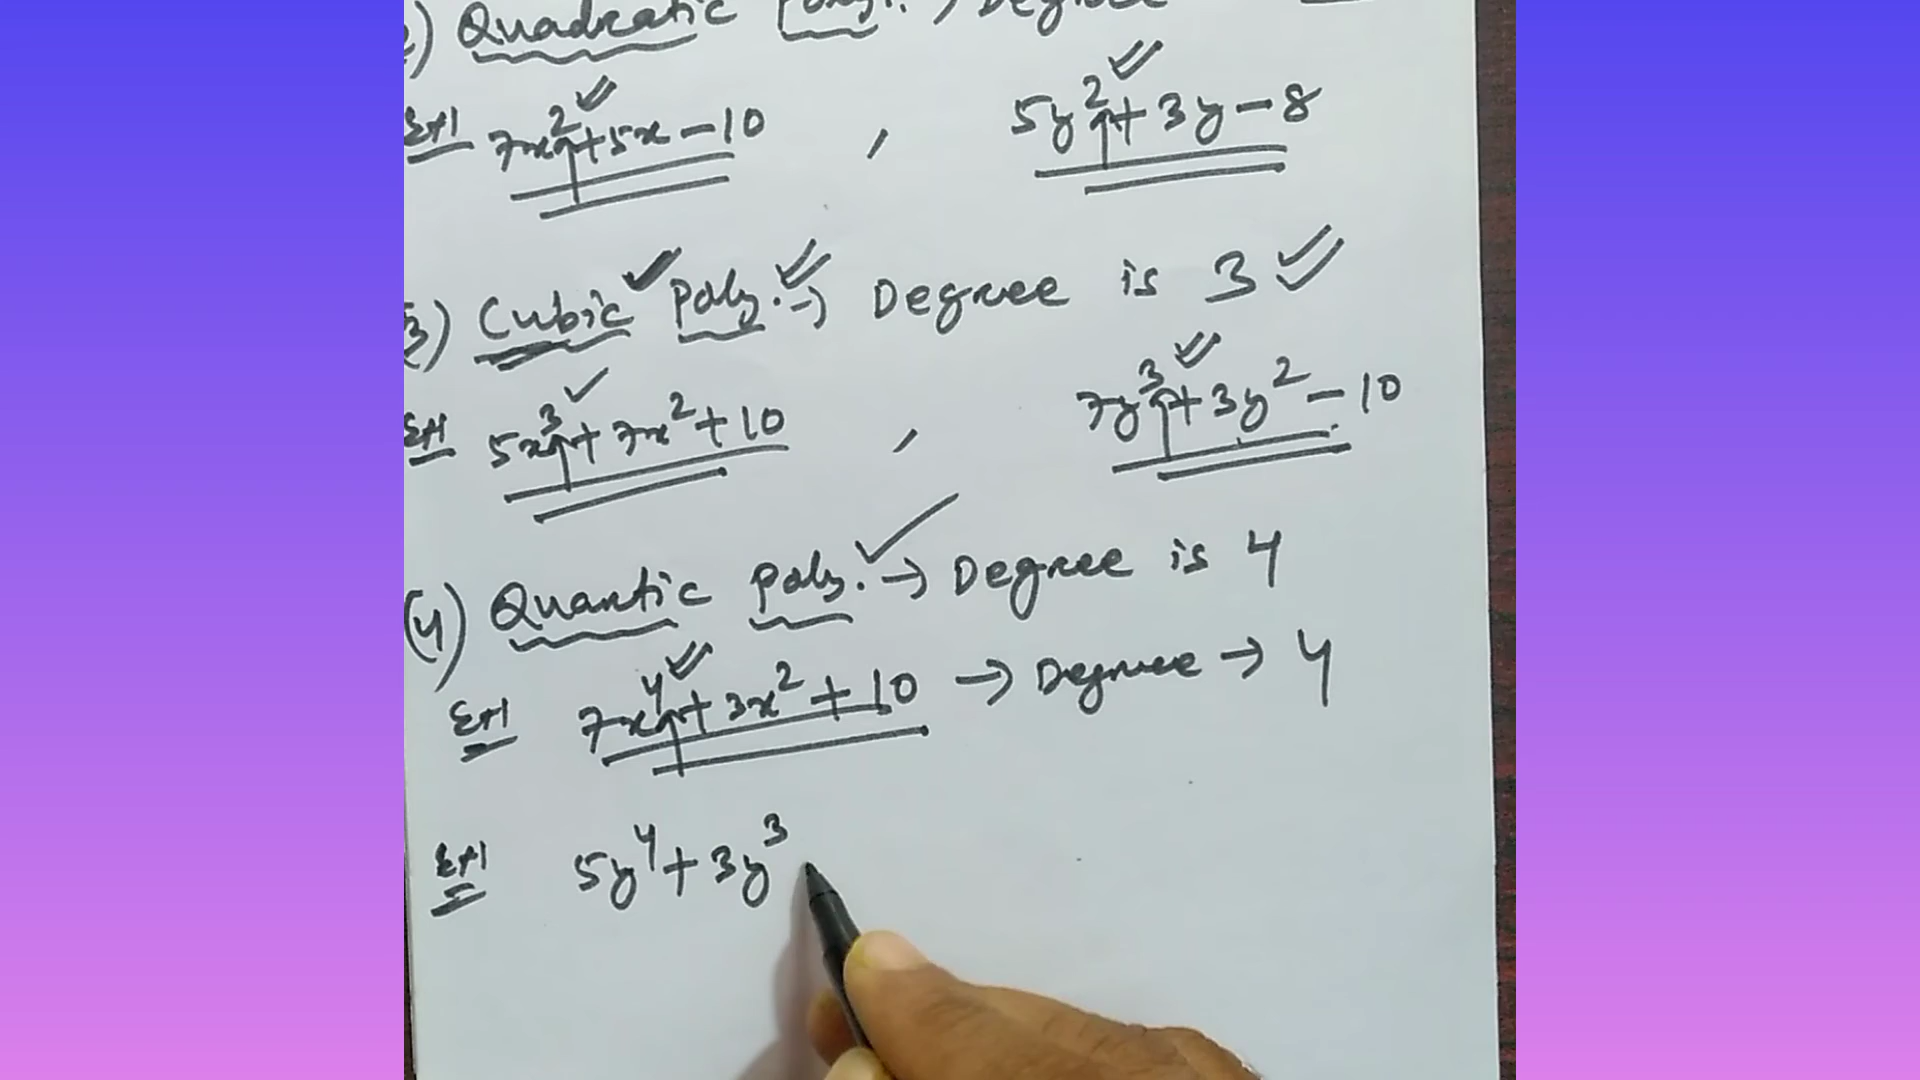 2) Quadratic Poly. → Degree
Ex:- 7x²+5x-10 , 5y²+3y-8
3) Cubic Poly. → Degree is 3
Ex:- 5x³+7x²+10 , 7y³+3y²-10
(4) Quantic Poly. → Degree is 4
Ex:- 7x⁴+3x²+10 → Degree → 4
Ex:- 5y⁴+3y³